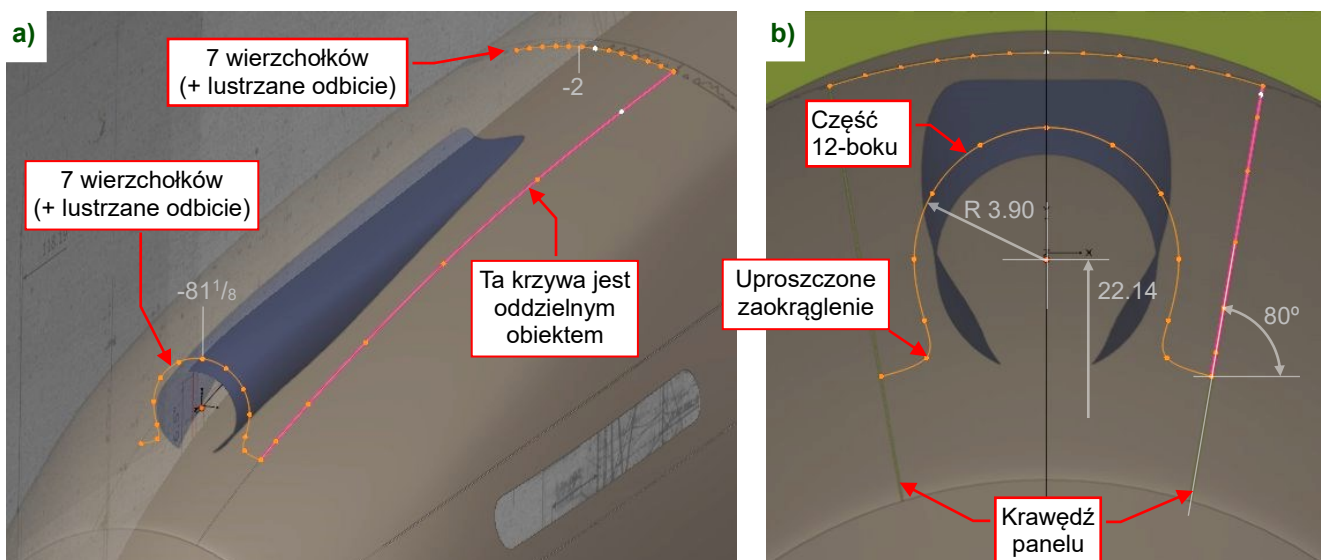 a)
7 wierzchołków
(+ lustrzane odbicie)
-2
7 wierzchołków
(+ lustrzane odbicie)
-81 1/8
Ta krzywa jest
oddzielnym
obiektem
b)
Część
12-boku
R 3.90
Uproszczone
zaokrąglenie
22.14
80º
Krawędź
panelu